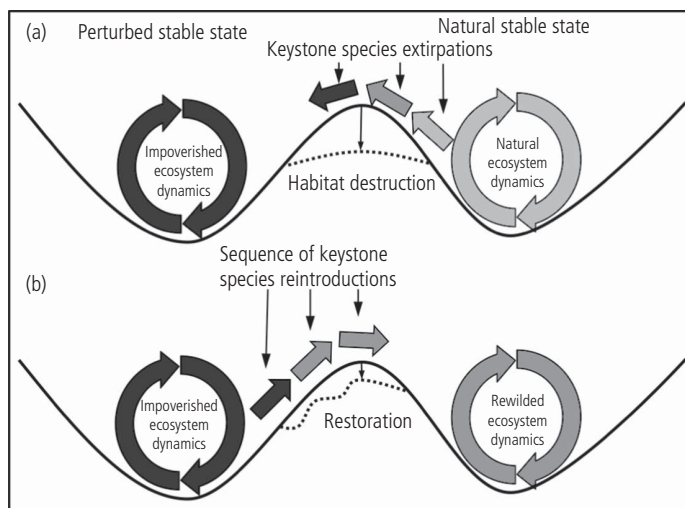 (a)
Perturbed stable state
Natural stable state
Keystone species extirpations
Impoverished
ecosystem
dynamics
Natural
ecosystem
dynamics
Habitat destruction
(b)
Sequence of keystone
species reintroductions
Impoverished
ecosystem
dynamics
Rewilded
ecosystem
dynamics
Restoration